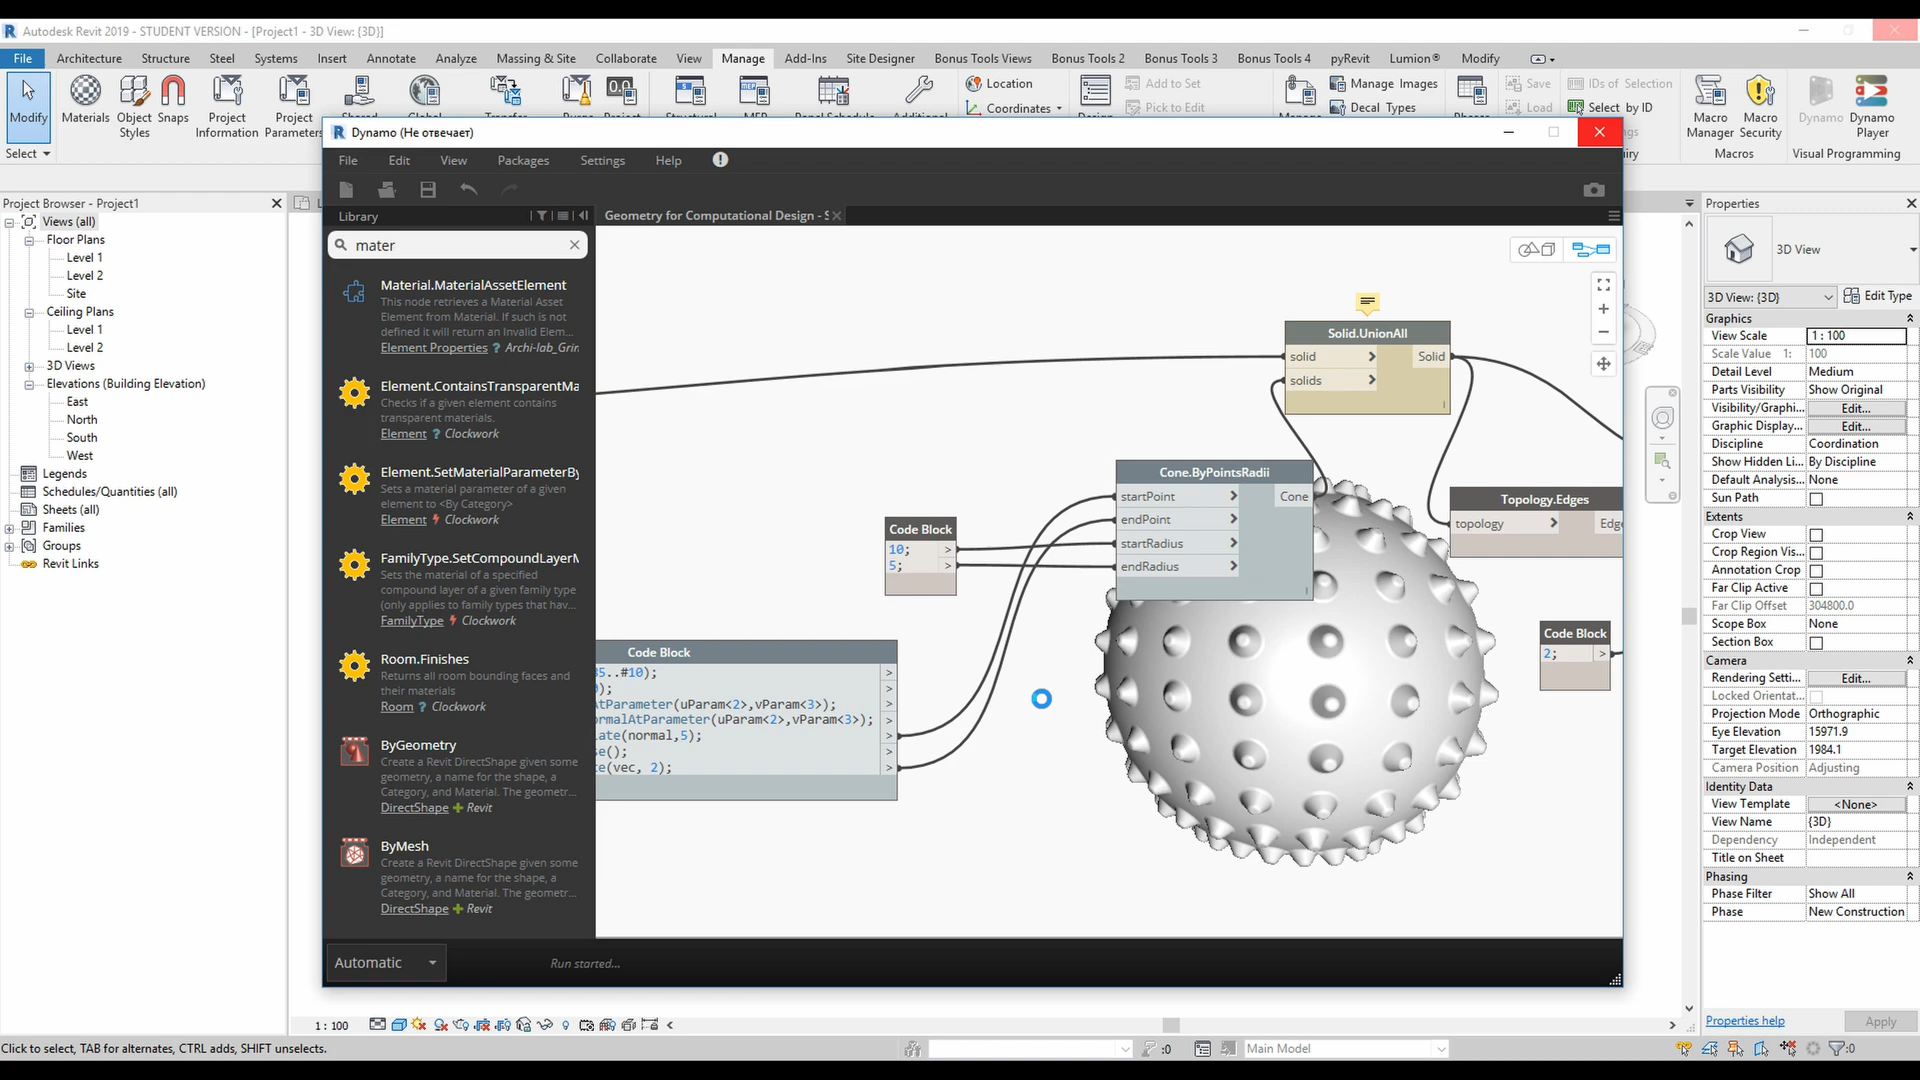 Autodesk Revit 2019 - STUDENT VERSION - [Project1 - 3D View: {3D}]
File Architecture Structure Steel Systems Insert Annotate Analyze Massing & Site Collaborate View Manage Add-Ins Site Designer Bonus Tools Views Bonus Tools 2 Bonus Tools 3 Bonus Tools 4 pyRevit Lumion® Modify
Modify
Select
Materials
Object Styles
Snaps
Project Information
Project Parameters
Location
Coordinates
Add to Set
Pick to Edit
Manage Images
Decal Types
Save
Load
IDs of Selection
Select by ID
Macro Manager
Macro Security
Dynamo
Dynamo Player
Macros
Visual Programming
Dynamo (Не отвечает)
File Edit View Packages Settings Help
Library
Geometry for Computational Design - S
mater
Material.MaterialAssetElement
This node retrieves a Material Asset
Element from Material. If such is not
defined it will return an Invalid Elem...
Element Properties ? Archi-lab_Grin
Element.ContainsTransparentMa
Checks if a given element contains
transparent materials.
Element ? Clockwork
Element.SetMaterialParameterBy
Sets a material parameter of a given
element to <By Category>
Element Clockwork
FamilyType.SetCompoundLayerM
Sets the material of a specified
compound layer of a given family type
(only applies to family types that hav...
FamilyType Clockwork
Room.Finishes
Returns all room bounding faces and
their materials
Room ? Clockwork
ByGeometry
Create a Revit DirectShape given some
geometry, a name for the shape, a
Category, and Material. The geometr...
DirectShape + Revit
ByMesh
Create a Revit DirectShape given some
geometry, a name for the shape, a
Category, and Material. The geometr...
DirectShape + Revit
Automatic
Run started...
Solid.UnionAll
solid > Solid
solids >
Cone.ByPointsRadii
startPoint > Cone
endPoint >
startRadius >
endRadius >
Code Block
10; >
5; >
Topology.Edges
topology > Edge
Code Block
2; >
Code Block
35..#10); >
); >
AtParameter(uParam<2>,vParam<3>); >
ormalAtParameter(uParam<2>,vParam<3>); >
late(normal,5); >
se(); >
te(vec, 2); >
Project Browser - Project1
Views (all)
Floor Plans
Level 1
Level 2
Site
Ceiling Plans
Level 1
Level 2
3D Views
Elevations (Building Elevation)
East
North
South
West
Legends
Schedules/Quantities (all)
Sheets (all)
Families
Groups
Revit Links
Properties
3D View
3D View: {3D} Edit Type
Graphics
View Scale 1 : 100
Scale Value 1: 100
Detail Level Medium
Parts Visibility Show Original
Visibility/Graphi... Edit...
Graphic Display... Edit...
Discipline Coordination
Show Hidden Li... By Discipline
Default Analysis... None
Sun Path
Extents
Crop View
Crop Region Vis...
Annotation Crop
Far Clip Active
Far Clip Offset 304800.0
Scope Box None
Section Box
Camera
Rendering Setti... Edit...
Locked Orientat...
Projection Mode Orthographic
Eye Elevation 15971.9
Target Elevation 1984.1
Camera Position Adjusting
Identity Data
View Template <None>
View Name {3D}
Dependency Independent
Title on Sheet
Phasing
Phase Filter Show All
Phase New Construction
Properties help
Apply
1 : 100
Click to select, TAB for alternates, CTRL adds, SHIFT unselects.
:0
Main Model
:0